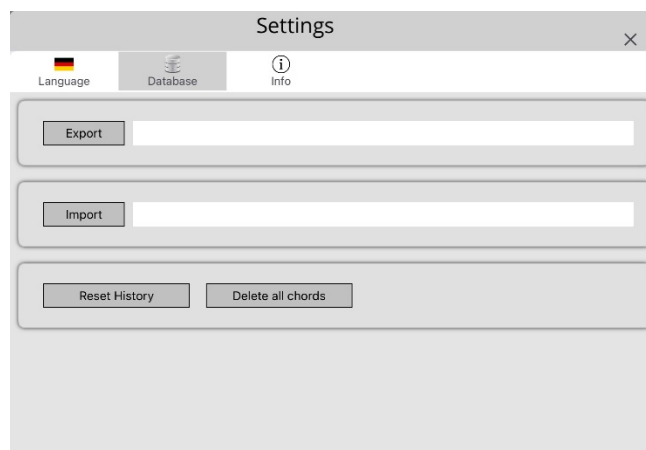 Settings
Language Database Info
Export
Import
Reset History Delete all chords